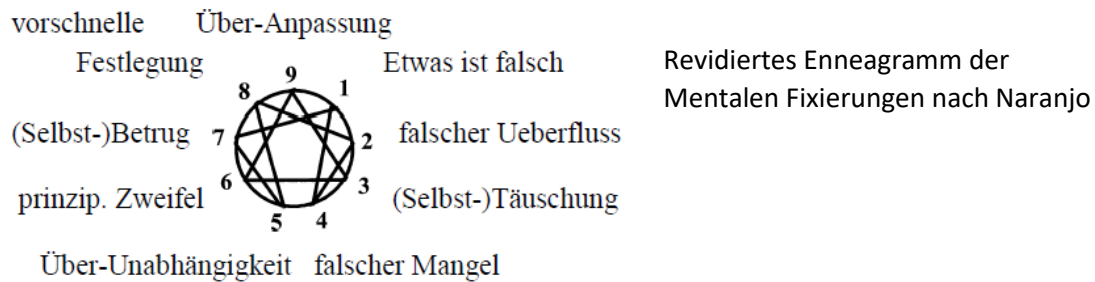 vorschnelle Über-Anpassung
Festlegung
Etwas ist falsch
9
8
1
(Selbst-)Betrug
7
2
falscher Ueberfluss
prinzip. Zweifel
6
3
(Selbst-)Täuschung
5
4
Über-Unabhängigkeit falscher Mangel
Revidiertes Enneagramm der
Mentalen Fixierungen nach Naranjo